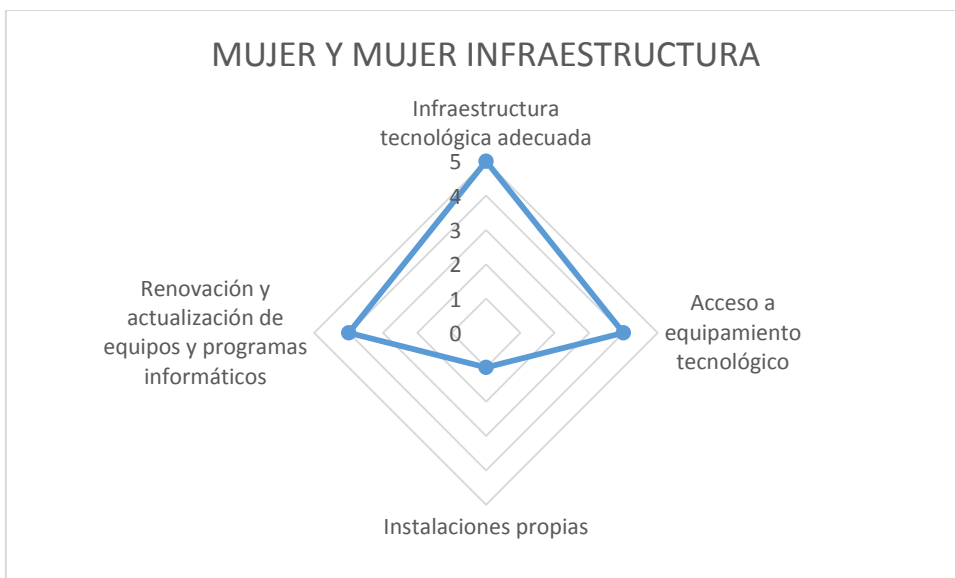 MUJER Y MUJER INFRAESTRUCTURA
Infraestructura
tecnológica adecuada
5
4
3
2
1
0
Acceso a
equipamiento
tecnológico
Instalaciones propias
Renovación y
actualización de
equipos y programas
informáticos